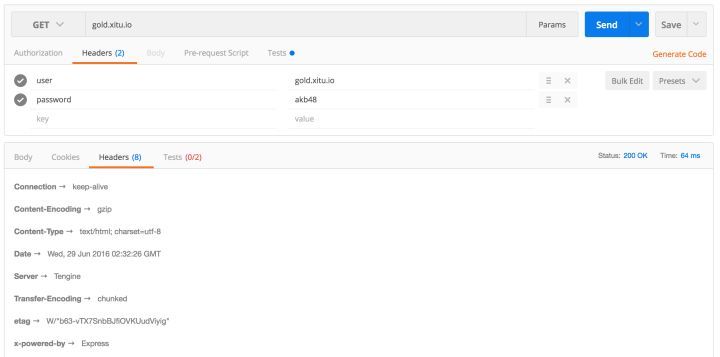 GET gold.xitu.io Params Send Save
Authorization Headers (2) Body Pre-request Script Tests Generate Code
user gold.xitu.io Bulk Edit Presets
password akb48
key value
Body Cookies Headers (8) Tests (0/2) Status: 200 OK Time: 64 ms
Connection → keep-alive
Content-Encoding → gzip
Content-Type → text/html; charset=utf-8
Date → Wed, 29 Jun 2016 02:32:26 GMT
Server → Tengine
Transfer-Encoding → chunked
etag → W/"b63-vTX7SnbBJfiOVKUudViyig"
x-powered-by → Express